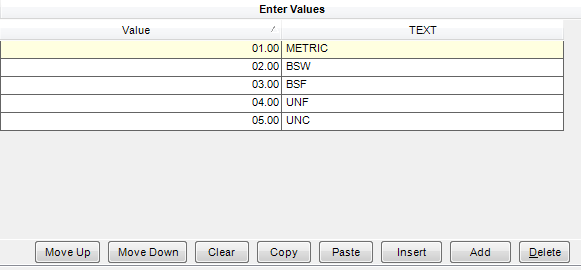 Enter Values
Value / TEXT
01.00 METRIC
02.00 BSW
03.00 BSF
04.00 UNF
05.00 UNC
Move Up Move Down Clear Copy Paste Insert Add Delete